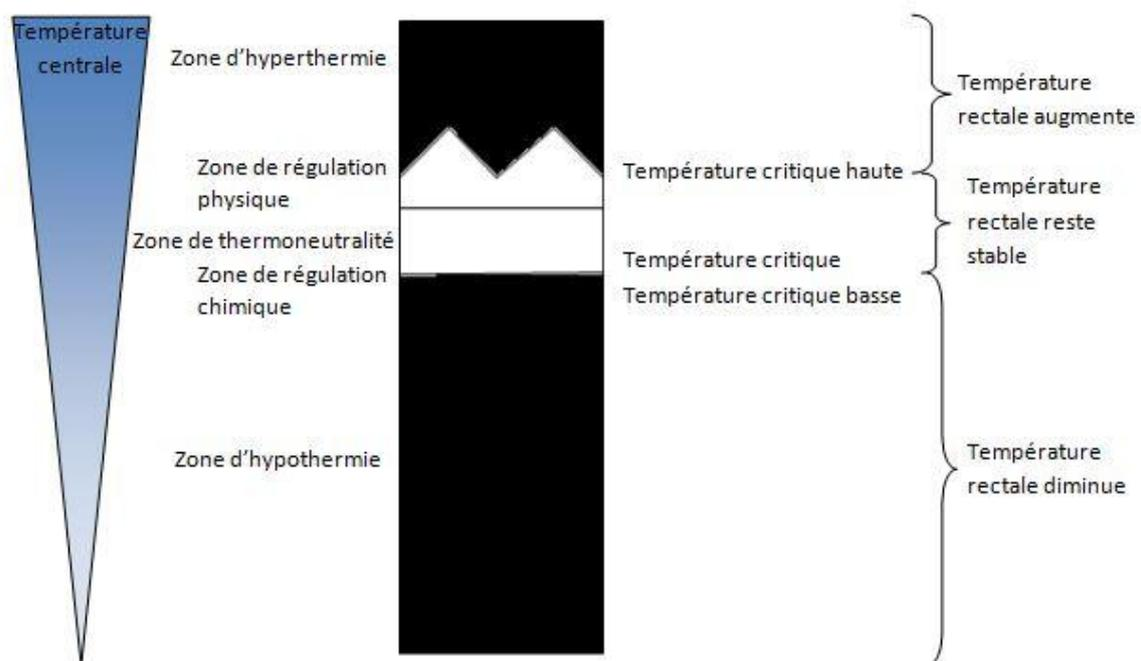 Température
centrale
Zone d’hyperthermie
Zone de régulation
physique
Zone de thermoneutralité
Zone de régulation
chimique
Zone d’hypothermie
Température critique haute
Température critique
Température critique basse
Température
rectale augmente
Température
rectale reste
stable
Température
rectale diminue